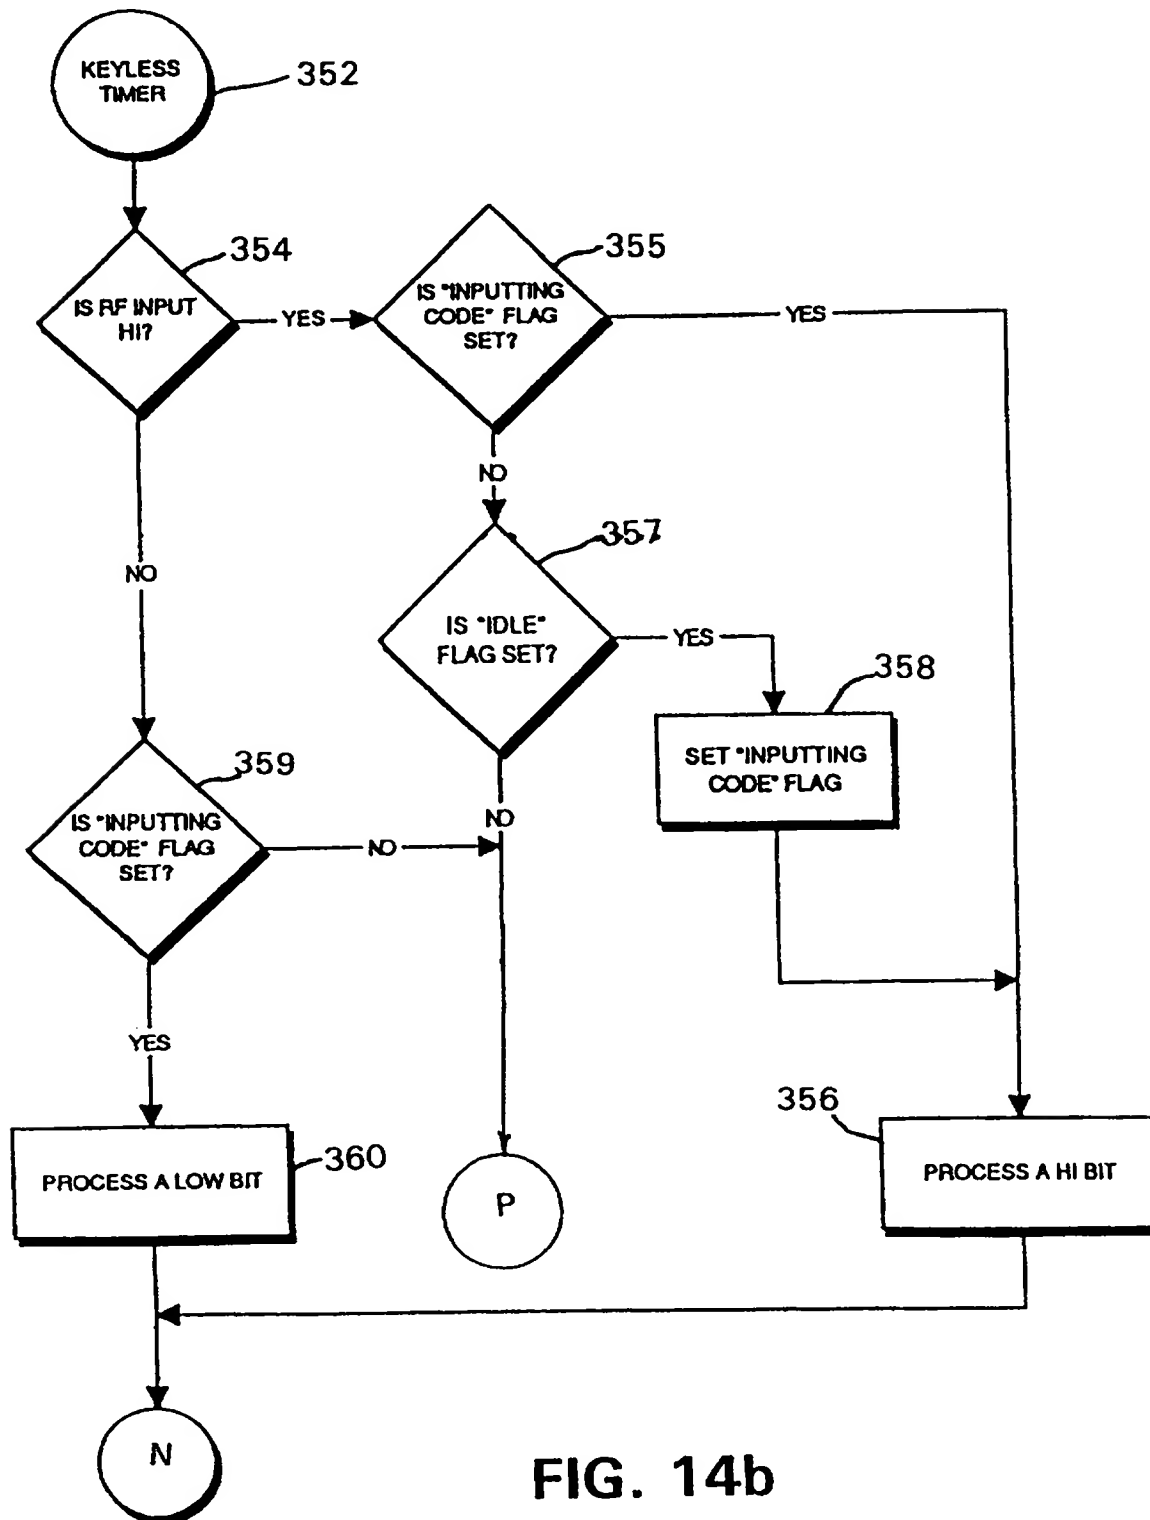 KEYLESS
TIMER
352
354
IS RF INPUT
HI?
YES
355
IS "INPUTTING
CODE" FLAG
SET?
YES
NO
NO
357
IS "IDLE"
FLAG SET?
YES
358
SET "INPUTTING
CODE" FLAG
359
IS "INPUTTING
CODE" FLAG
SET?
NO
NO
YES
360
PROCESS A LOW BIT
P
356
PROCESS A HI BIT
N
FIG. 14b